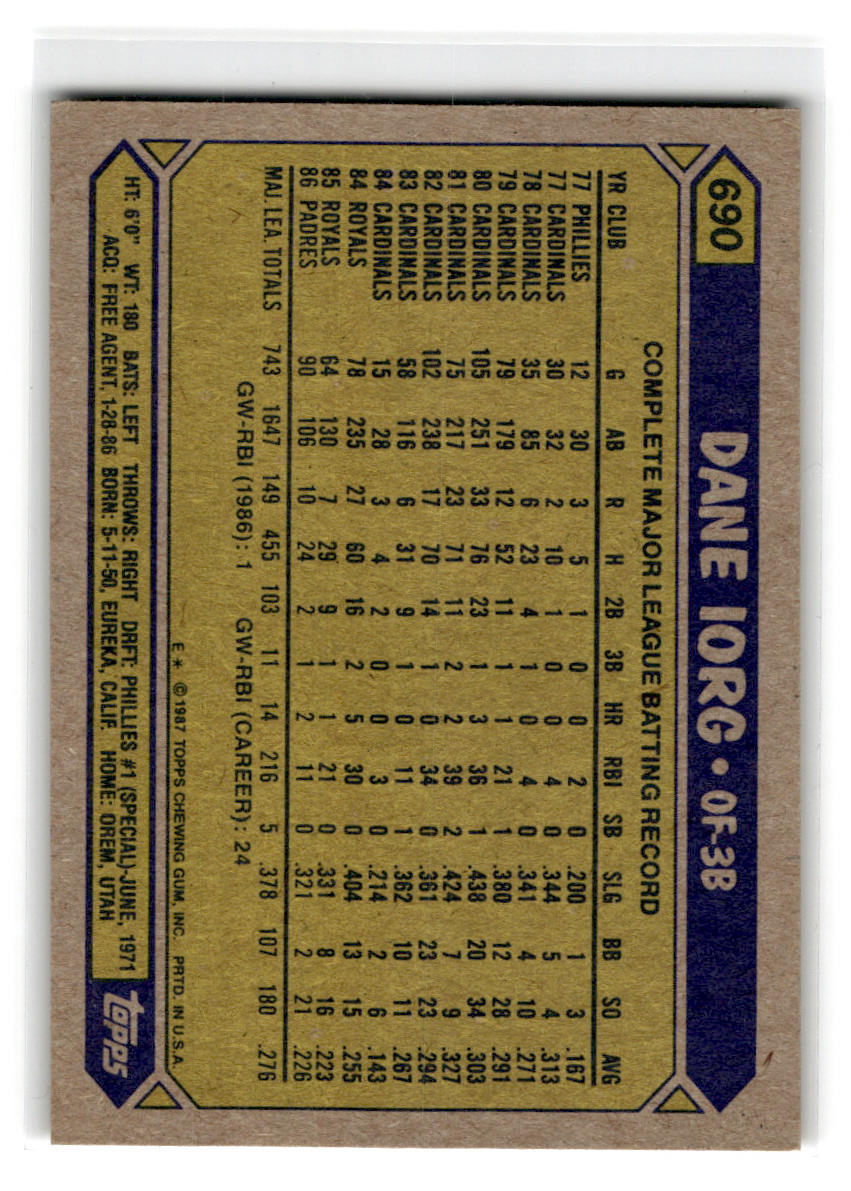 690
DANE IORG • OF-3B
COMPLETE MAJOR LEAGUE BATTING RECORD
YR CLUB G AB R H 2B 3B HR RBI SB SLG BB SO AVG
77 PHILLIES 12 30 3 5 1 0 0 2 0 .200 1 3 .167
77 CARDINALS 30 32 2 10 1 0 0 4 0 .344 5 4 .313
78 CARDINALS 35 85 6 23 4 1 0 4 0 .341 4 10 .271
79 CARDINALS 79 179 12 52 11 1 1 21 1 .380 12 28 .291
80 CARDINALS 105 251 33 76 23 1 3 36 1 .438 20 34 .303
81 CARDINALS 75 217 23 71 11 2 2 39 2 .424 7 9 .327
82 CARDINALS 102 238 17 70 14 1 0 34 0 .361 23 23 .294
83 CARDINALS 58 116 6 31 9 1 0 11 1 .362 10 11 .267
84 CARDINALS 15 28 3 4 2 0 0 3 0 .214 2 6 .143
84 ROYALS 78 235 27 60 16 2 5 30 0 .404 13 15 .255
85 ROYALS 64 130 7 29 9 1 1 21 0 .331 8 16 .223
86 PADRES 90 106 10 24 2 1 2 11 0 .321 2 21 .226
MAJ. LEA. TOTALS 743 1647 149 455 103 11 14 216 5 .378 107 180 .276
GW-RBI (1986): 1 GW-RBI (CAREER): 24
E * ©1987 TOPPS CHEWING GUM, INC. PRTD. IN U.S.A.
HT: 6'0" WT: 180 BATS: LEFT THROWS: RIGHT DRFT: PHILLIES #1 (SPECIAL)-JUNE, 1971
ACQ: FREE AGENT, 1-28-86 BORN: 5-11-50, EUREKA, CALIF. HOME: OREM, UTAH
topps